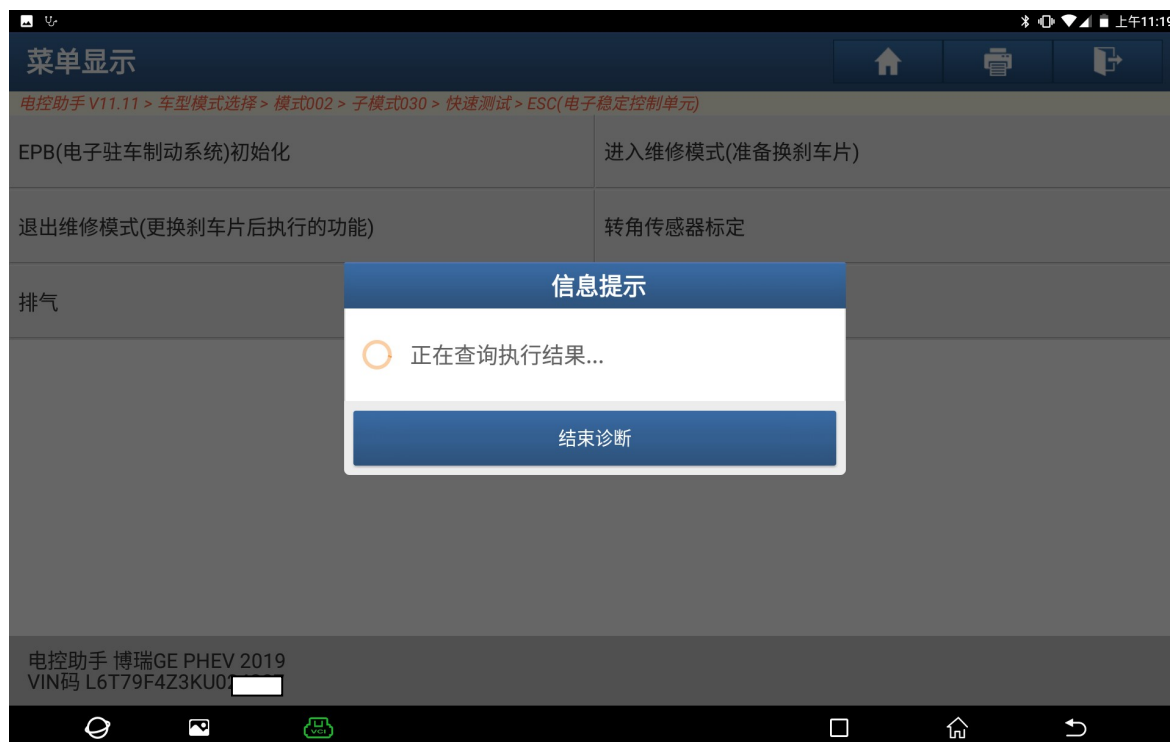 上午11:19
菜单显示
电控助手 V11.11 > 车型模式选择 > 模式002 > 子模式030 > 快速测试 > ESC(电子稳定控制单元)
EPB(电子驻车制动系统)初始化
进入维修模式(准备换刹车片)
退出维修模式(更换刹车片后执行的功能)
转角传感器标定
排气
信息提示
正在查询执行结果...
结束诊断
电控助手 博瑞GE PHEV 2019
VIN码 L6T79F4Z3KU02
VCI